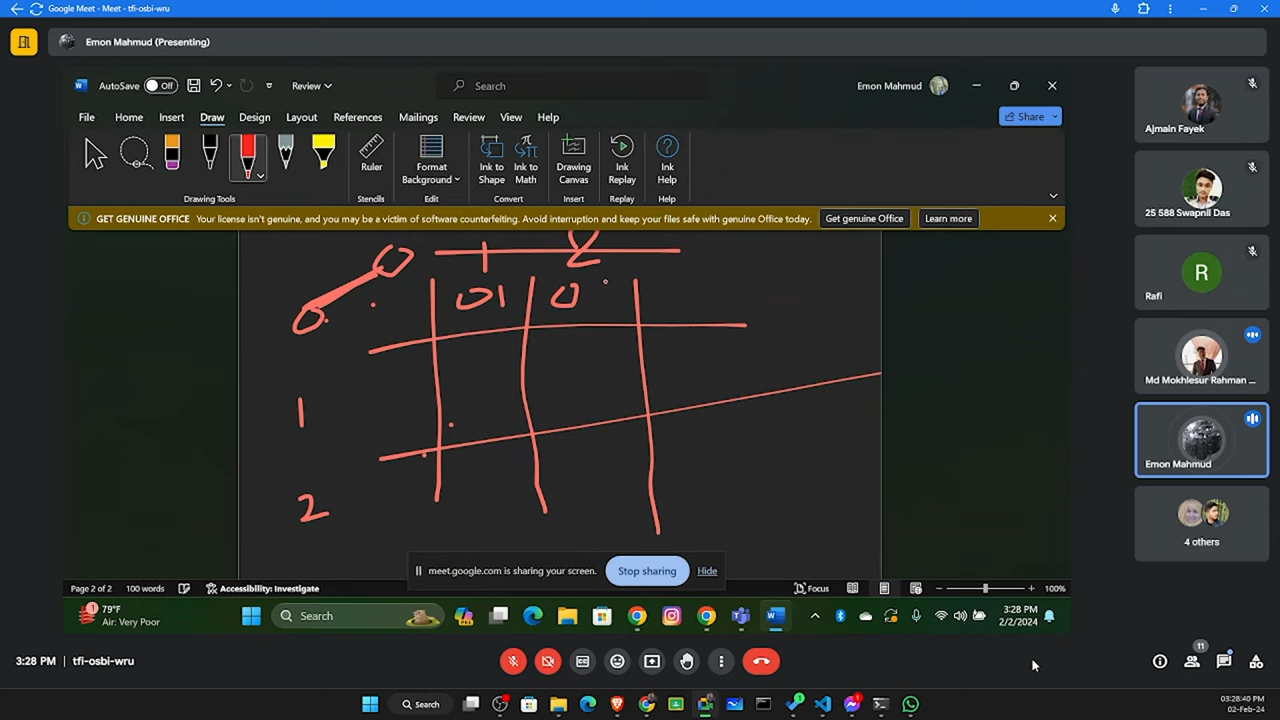 Google Meet - Meet - tfi-osbi-wru
Emon Mahmud (Presenting)
AutoSave Off Review Search Emon Mahmud
File Home Insert Draw Design Layout References Mailings Review View Help Share
Ruler Format Background Ink to Shape Ink to Math Drawing Canvas Ink Replay Ink Help
Drawing Tools Stencils Edit Convert Insert Replay Help
GET GENUINE OFFICE Your license isn't genuine, and you may be a victim of software counterfeiting. Avoid interruption and keep your files safe with genuine Office today. Get genuine Office Learn more
0
0 01 0
1
2
meet.google.com is sharing your screen. Stop sharing Hide
Page 2 of 2 100 words Accessibility: Investigate Focus 100%
1 79°F
Air: Very Poor
Search
3:28 PM
2/2/2024
Ajmain Fayek
25 588 Swapnil Das
R
Rafi
Md Mokhlesur Rahman ...
Emon Mahmud
4 others
3:28 PM | tfi-osbi-wru
11
Search
03:28:40 PM
02-Feb-24